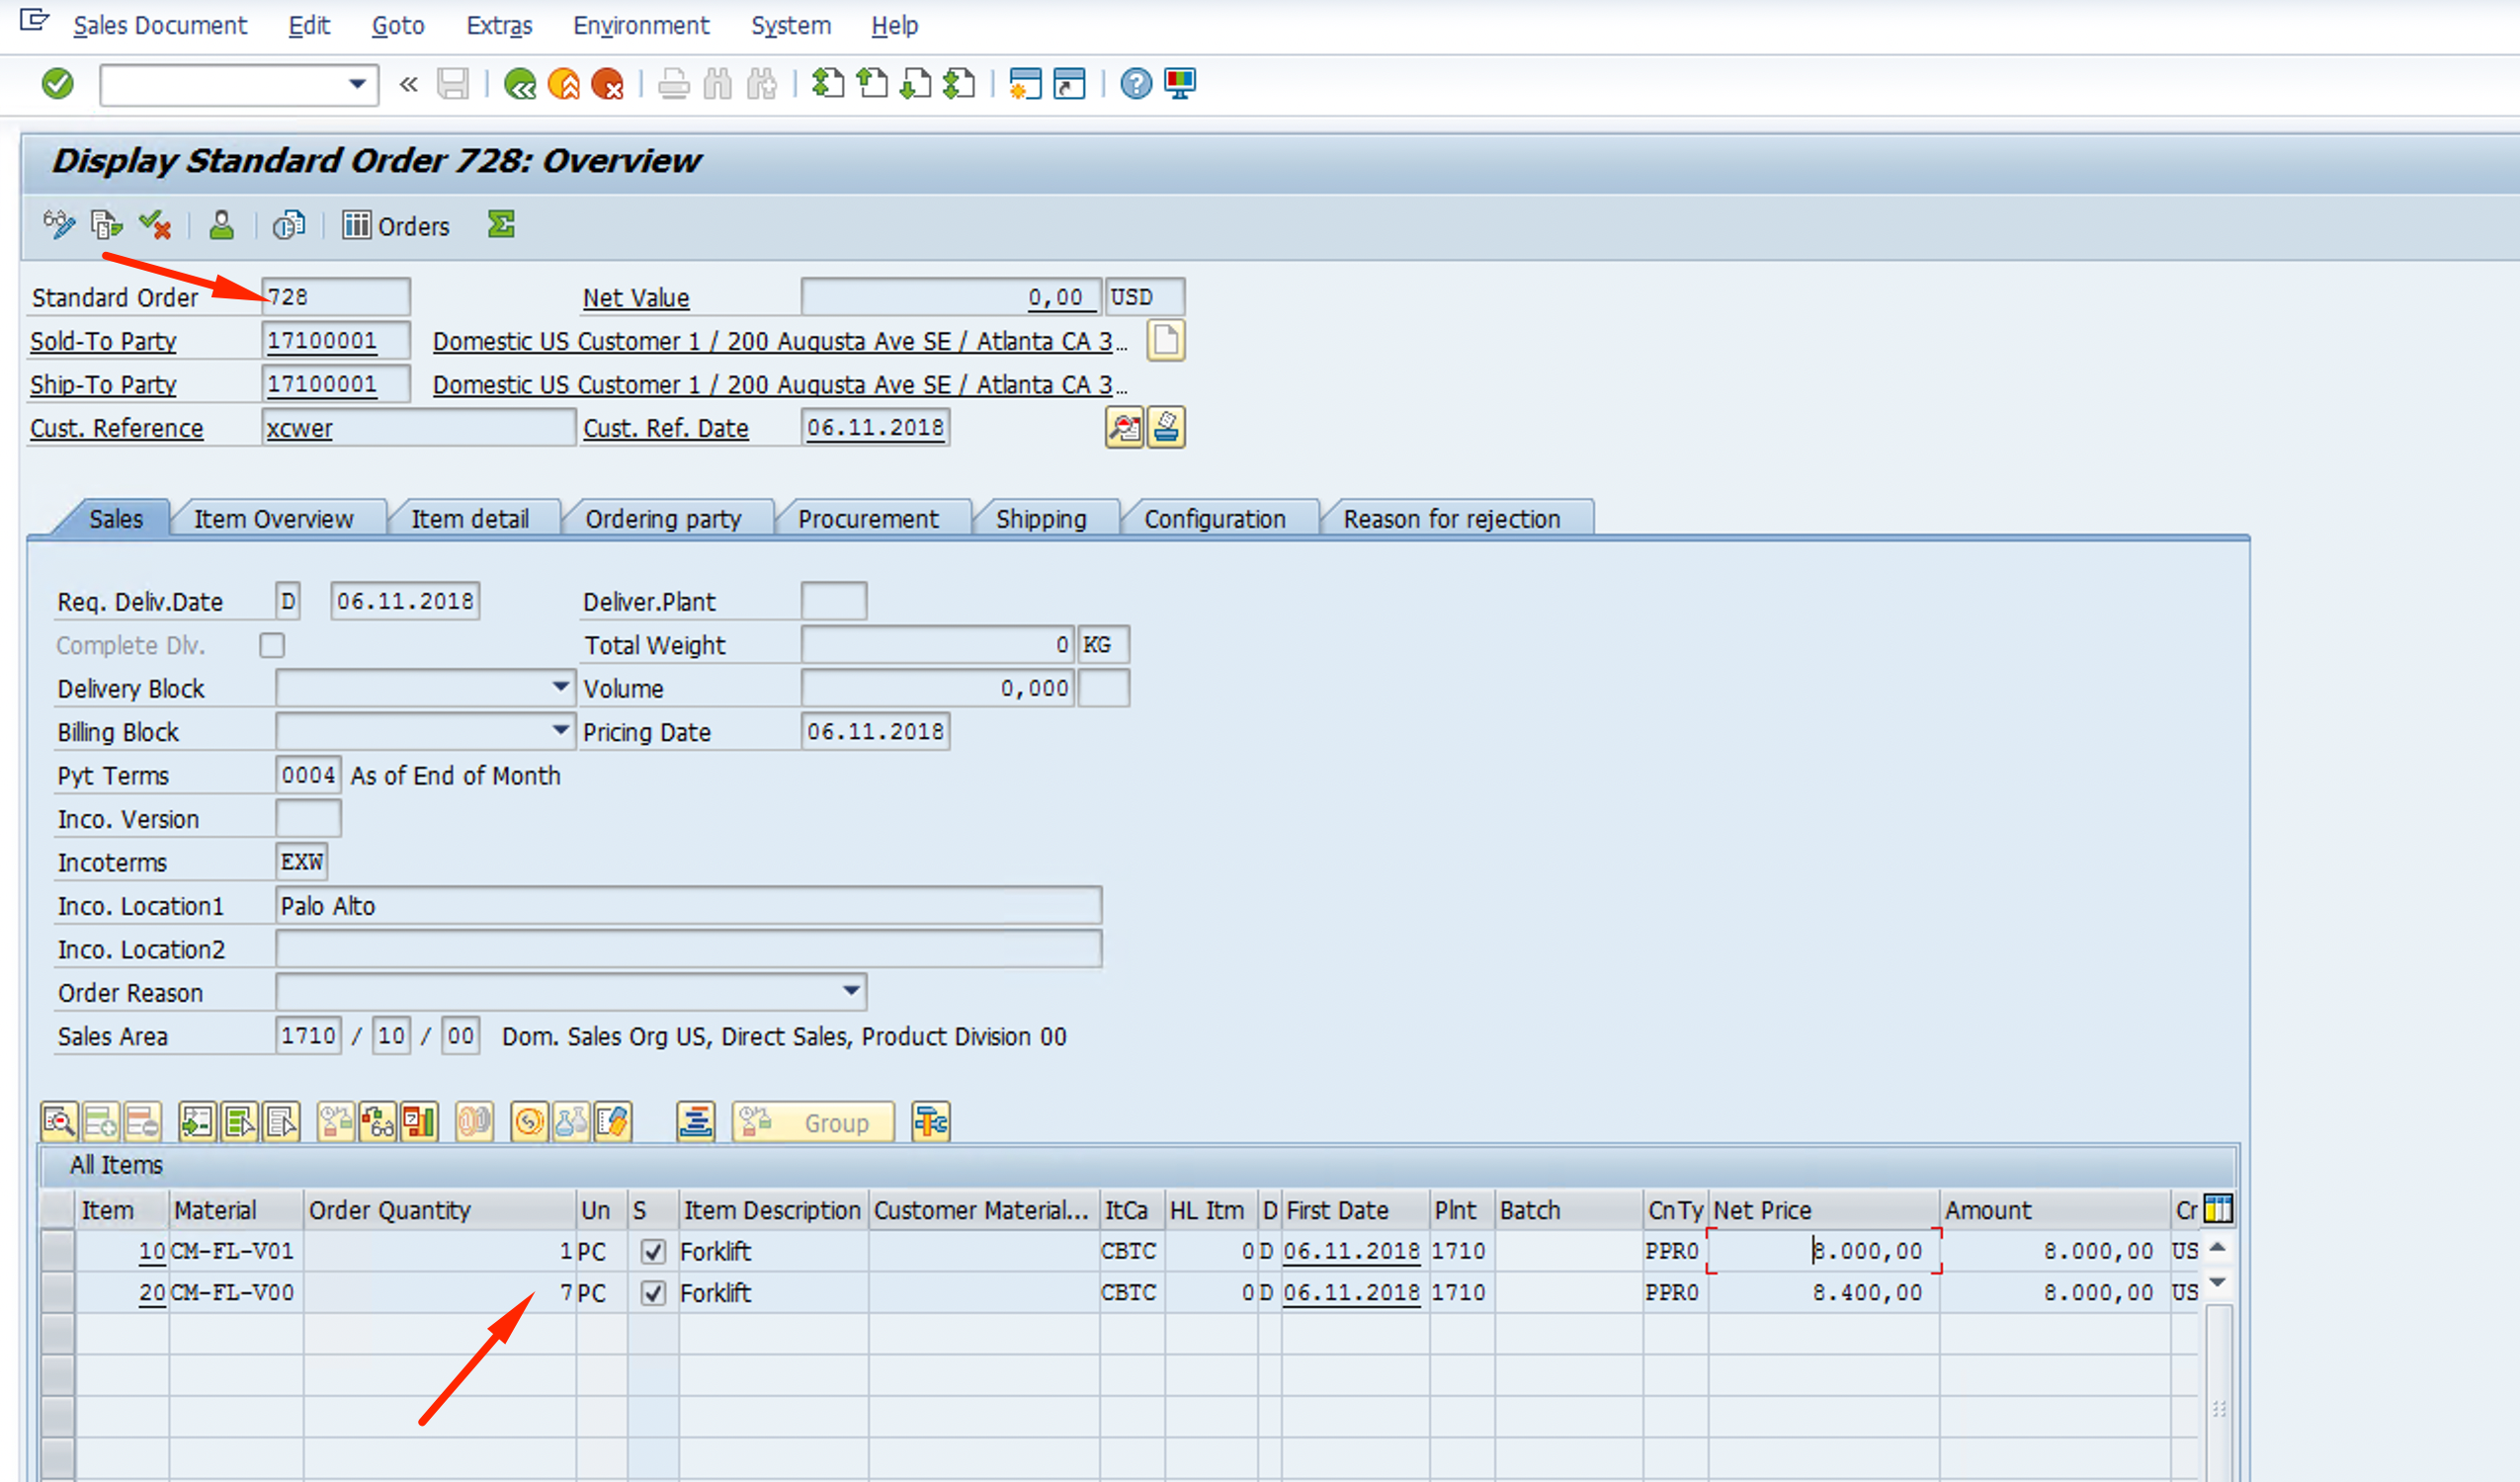 Sales Document Edit Goto Extras Environment System Help
Display Standard Order 728: Overview
Orders
Standard Order 728 Net Value 0,00 USD
Sold-To Party 17100001 Domestic US Customer 1 / 200 Augusta Ave SE / Atlanta CA 3...
Ship-To Party 17100001 Domestic US Customer 1 / 200 Augusta Ave SE / Atlanta CA 3...
Cust. Reference xcwer Cust. Ref. Date 06.11.2018
Sales Item Overview Item detail Ordering party Procurement Shipping Configuration Reason for rejection
Req. Deliv.Date D 06.11.2018 Deliver.Plant
Complete Dlv. Total Weight 0 KG
Delivery Block Volume 0,000
Billing Block Pricing Date 06.11.2018
Pyt Terms 0004 As of End of Month
Inco. Version
Incoterms EXW
Inco. Location1 Palo Alto
Inco. Location2
Order Reason
Sales Area 1710 / 10 / 00 Dom. Sales Org US, Direct Sales, Product Division 00
Group
All Items
Item Material Order Quantity Un S Item Description Customer Material... ItCa HL Itm D First Date Plnt Batch CnTy Net Price Amount Cr
10 CM-FL-V01 1 PC Forklift CBTC 0 D 06.11.2018 1710 PPR0 8.000,00 8.000,00 US
20 CM-FL-V00 7 PC Forklift CBTC 0 D 06.11.2018 1710 PPR0 8.400,00 8.000,00 US